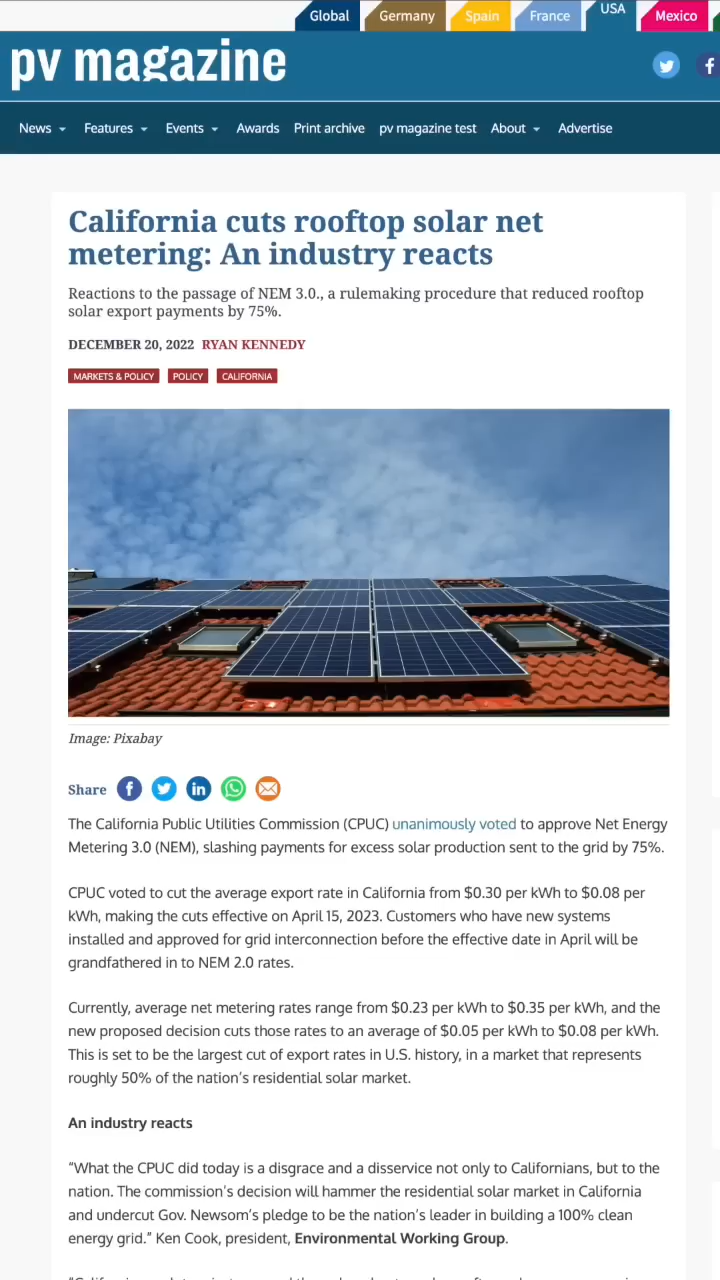 Global Germany Spain France USA Mexico
pv magazine
News Features Events Awards Print archive pv magazine test About Advertise
California cuts rooftop solar net
metering: An industry reacts
Reactions to the passage of NEM 3.0., a rulemaking procedure that reduced rooftop
solar export payments by 75%.
DECEMBER 20, 2022 RYAN KENNEDY
MARKETS & POLICY POLICY CALIFORNIA
Image: Pixabay
Share
The California Public Utilities Commission (CPUC) unanimously voted to approve Net Energy
Metering 3.0 (NEM), slashing payments for excess solar production sent to the grid by 75%.
CPUC voted to cut the average export rate in California from $0.30 per kWh to $0.08 per
kWh, making the cuts effective on April 15, 2023. Customers who have new systems
installed and approved for grid interconnection before the effective date in April will be
grandfathered in to NEM 2.0 rates.
Currently, average net metering rates range from $0.23 per kWh to $0.35 per kWh, and the
new proposed decision cuts those rates to an average of $0.05 per kWh to $0.08 per kWh.
This is set to be the largest cut of export rates in U.S. history, in a market that represents
roughly 50% of the nation's residential solar market.
An industry reacts
"What the CPUC did today is a disgrace and a disservice not only to Californians, but to the
nation. The commission's decision will hammer the residential solar market in California
and undercut Gov. Newsom's pledge to be the nation's leader in building a 100% clean
energy grid." Ken Cook, president, Environmental Working Group.